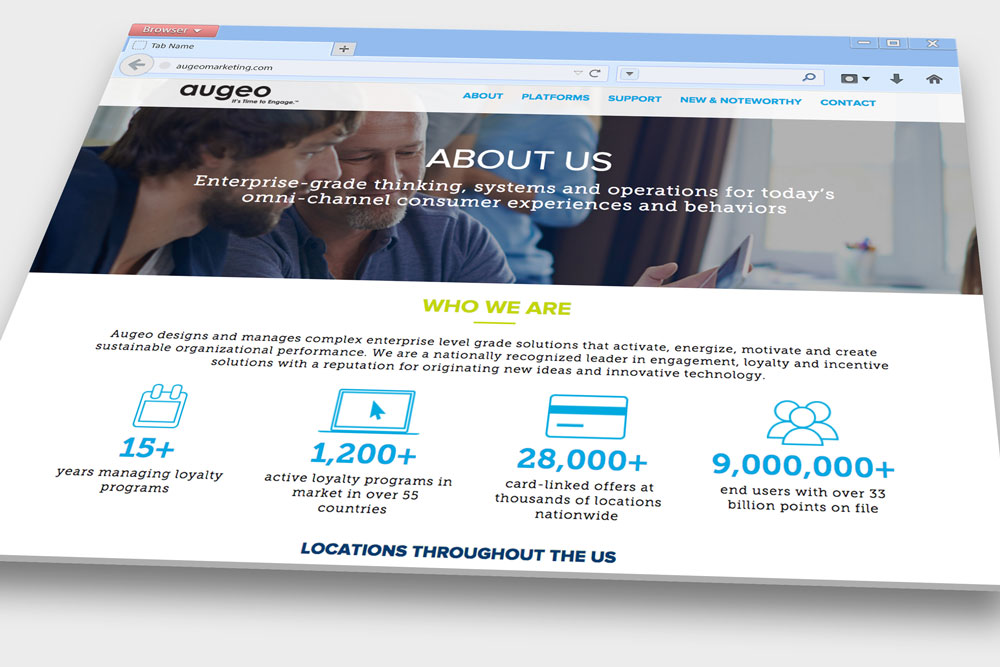 Browser
Tab Name
augeomarketing.com
augeo
It's Time to Engage.™
ABOUT PLATFORMS SUPPORT NEW & NOTEWORTHY CONTACT
ABOUT US
Enterprise-grade thinking, systems and operations for today's
omni-channel consumer experiences and behaviors
WHO WE ARE
Augeo designs and manages complex enterprise level grade solutions that activate, energize, motivate and create
sustainable organizational performance. We are a nationally recognized leader in engagement, loyalty and incentive
solutions with a reputation for originating new ideas and innovative technology.
15+
years managing loyalty
programs
1,200+
active loyalty programs in
market in over 55
countries
28,000+
card-linked offers at
thousands of locations
nationwide
9,000,000+
end users with over 33
billion points on file
LOCATIONS THROUGHOUT THE US